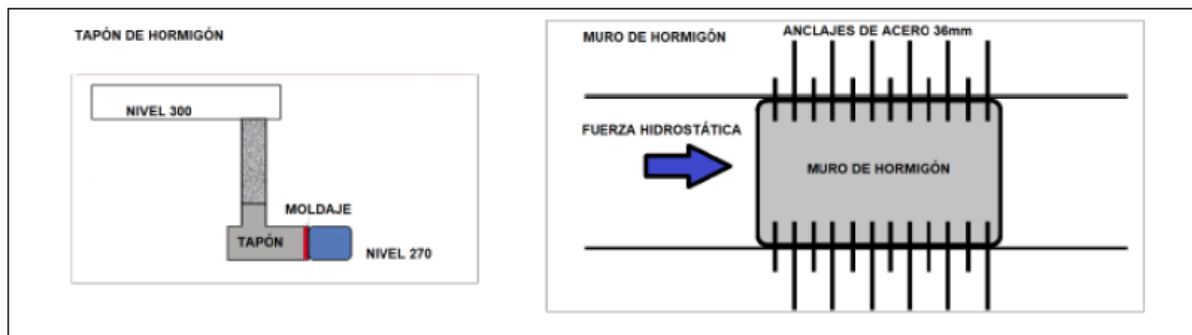 TAPÓN DE HORMIGÓN
NIVEL 300
MOLDAJE
TAPÓN
NIVEL 270
MURO DE HORMIGÓN
ANCLAJES DE ACERO 36mm
FUERZA HIDROSTÁTICA
MURO DE HORMIGÓN